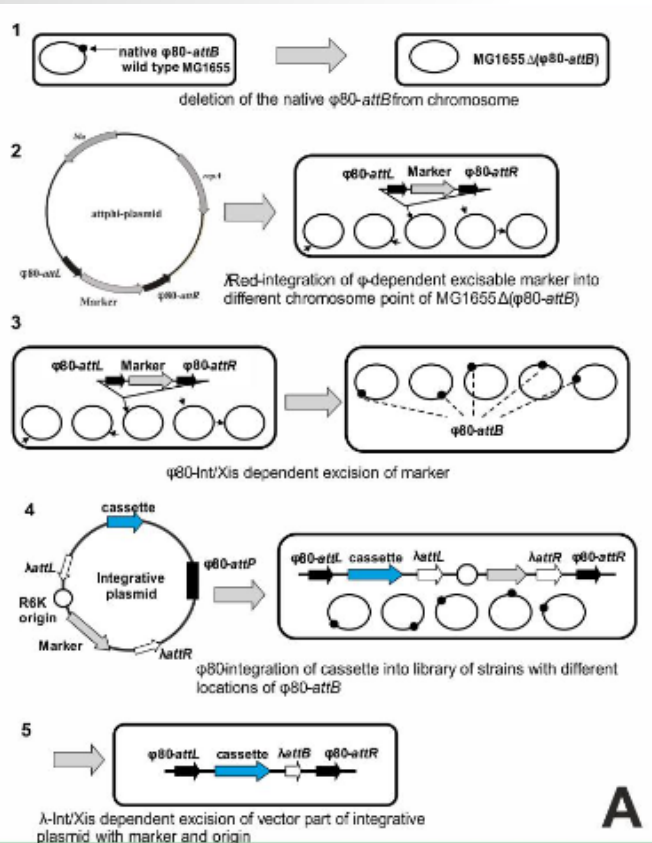 1
native φ80-attB
wild type MG1655
MG1655Δ(φ80-attB)
deletion of the native φ80-attB from chromosome
2
bla
repA
attphi-plasmid
φ80-attL
Marker
φ80-attR
φ80-attL Marker φ80-attR
λRed-integration of φ-dependent excisable marker into
different chromosome point of MG1655Δ(φ80-attB)
3
φ80-attL Marker φ80-attR
φ80-attB
φ80-Int/Xis dependent excision of marker
4
cassette
λattL
φ80-attP
Integrative
plasmid
R6K
origin
Marker
λattR
φ80-attL cassette λattL λattR φ80-attR
φ80-integration of cassette into library of strains with different
locations of φ80-attB
5
φ80-attL cassette λattB φ80-attR
λ-Int/Xis dependent excision of vector part of integrative
plasmid with marker and origin
A